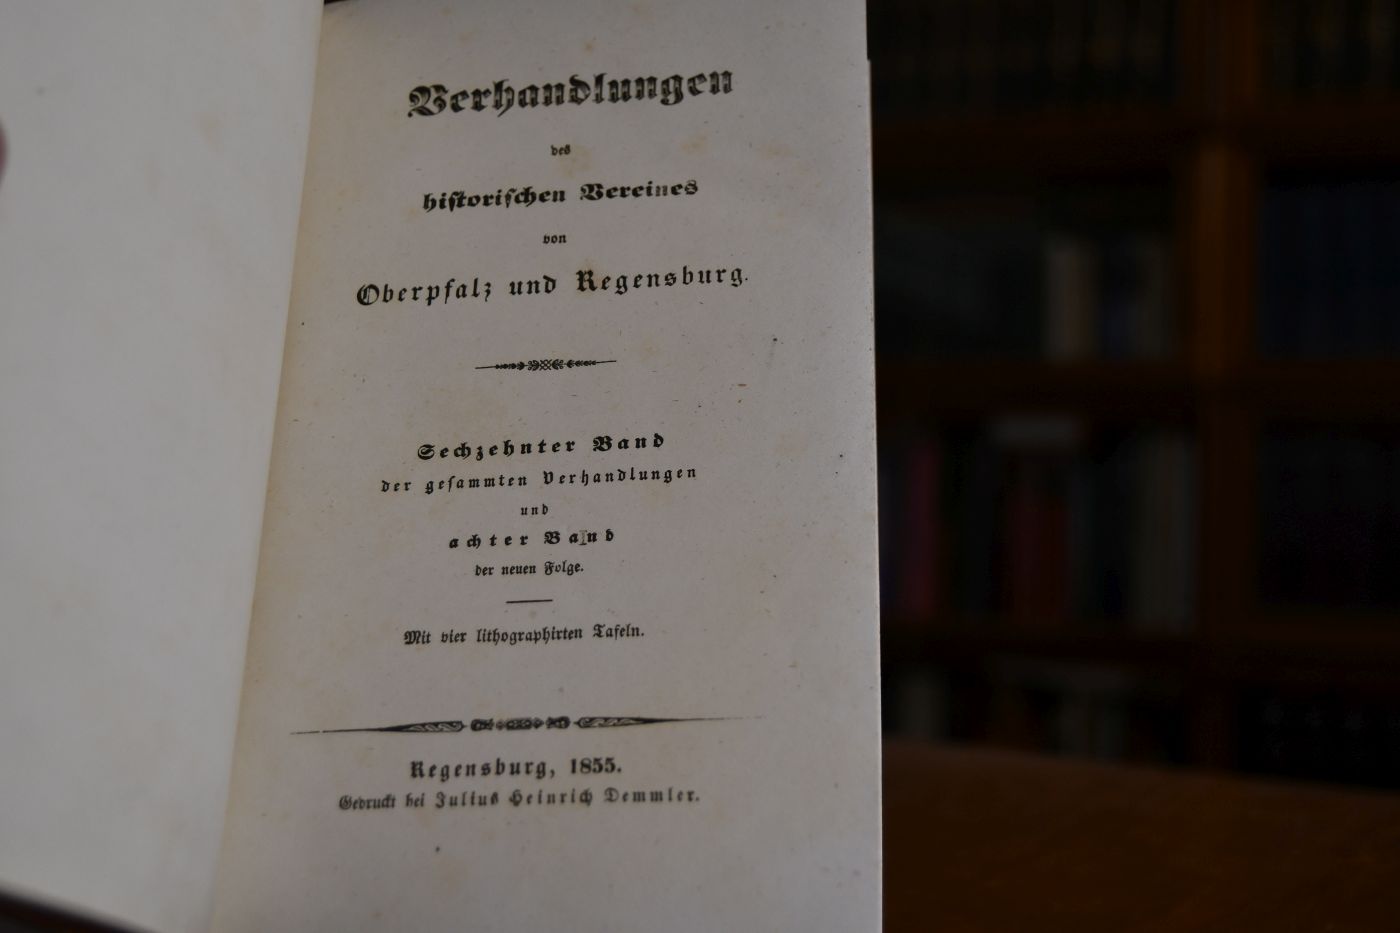 Verhandlungen
des
historischen Vereines
von
Oberpfalz und Regensburg.
Sechzehnter Band
der gesammten Verhandlungen
und
achter Band
der neuen Folge.
Mit vier lithographirten Tafeln.
Regensburg, 1855.
Gedruckt bei Julius Heinrich Demmler.